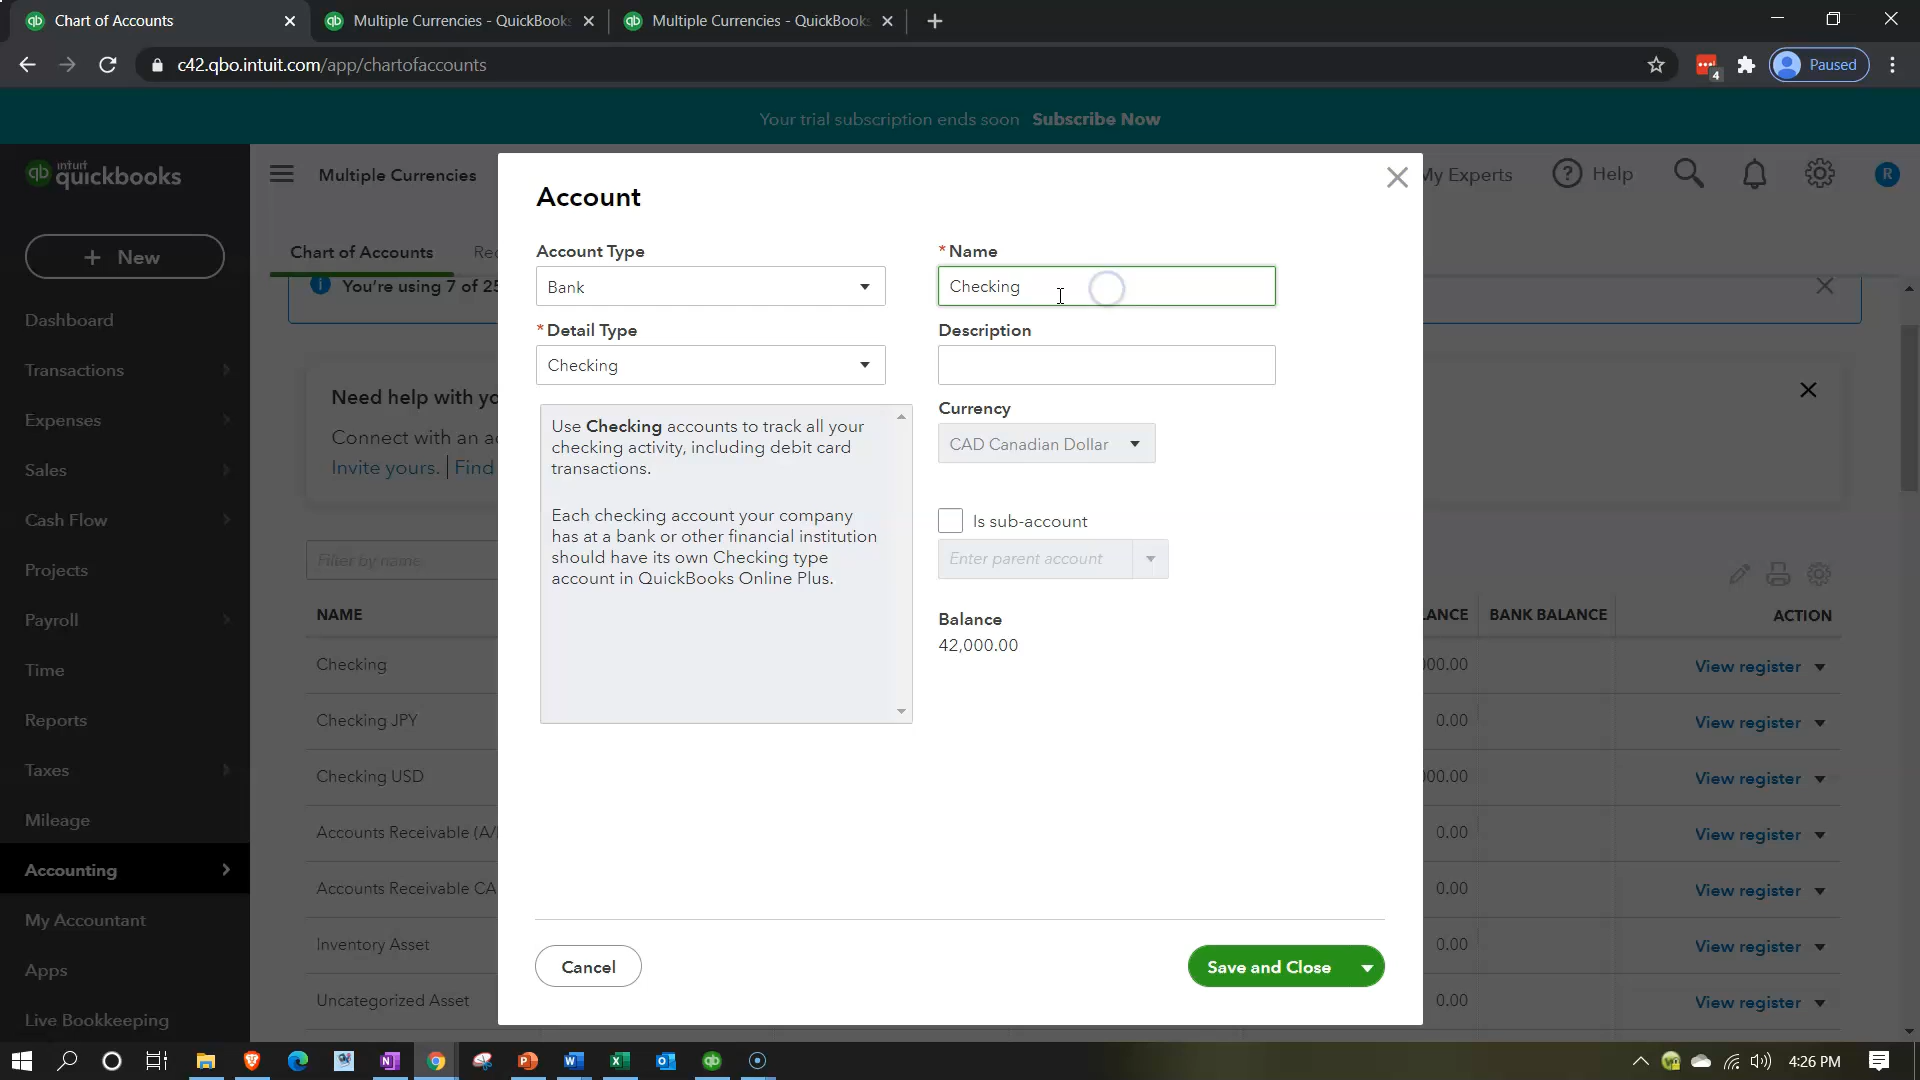 Chart of Accounts
Multiple Currencies - QuickBooks
Multiple Currencies - QuickBooks
c42.qbo.intuit.com/app/chartofaccounts
4
Paused
Your trial subscription ends soon Subscribe Now
qb intuit quickbooks
Multiple Currencies
My Experts
Help
R
+ New
Chart of Accounts
You're using 7 of 25
Dashboard
Transactions
Expenses
Sales
Cash Flow
Projects
Payroll
Time
Reports
Taxes
Mileage
Accounting
My Accountant
Apps
Live Bookkeeping
Need help with
Connect with an
Invite yours. Find
Filter by name
NAME
BANK BALANCE
ACTION
Checking
View register
Checking JPY
0.00
View register
Checking USD
View register
Accounts Receivable (A/
0.00
View register
Accounts Receivable CA
0.00
View register
Inventory Asset
0.00
View register
Uncategorized Asset
0.00
View register
Account
Account Type
Bank
* Name
Checking
* Detail Type
Checking
Description
Use Checking accounts to track all your
checking activity, including debit card
transactions.
Each checking account your company
has at a bank or other financial institution
should have its own Checking type
account in QuickBooks Online Plus.
Currency
CAD Canadian Dollar
Is sub-account
Enter parent account
Balance
42,000.00
Cancel
Save and Close
4:26 PM